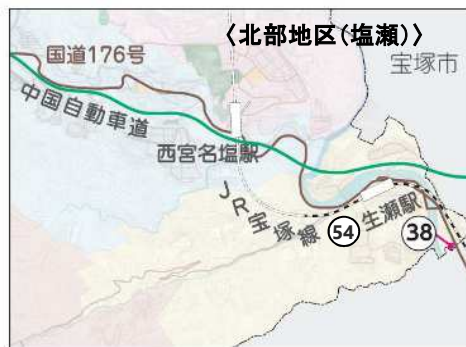 〈北部地区(塩瀬)〉
国道176号
宝塚市
中国自動車道
西宮名塩駅
JR宝塚線
生瀬駅
54
38